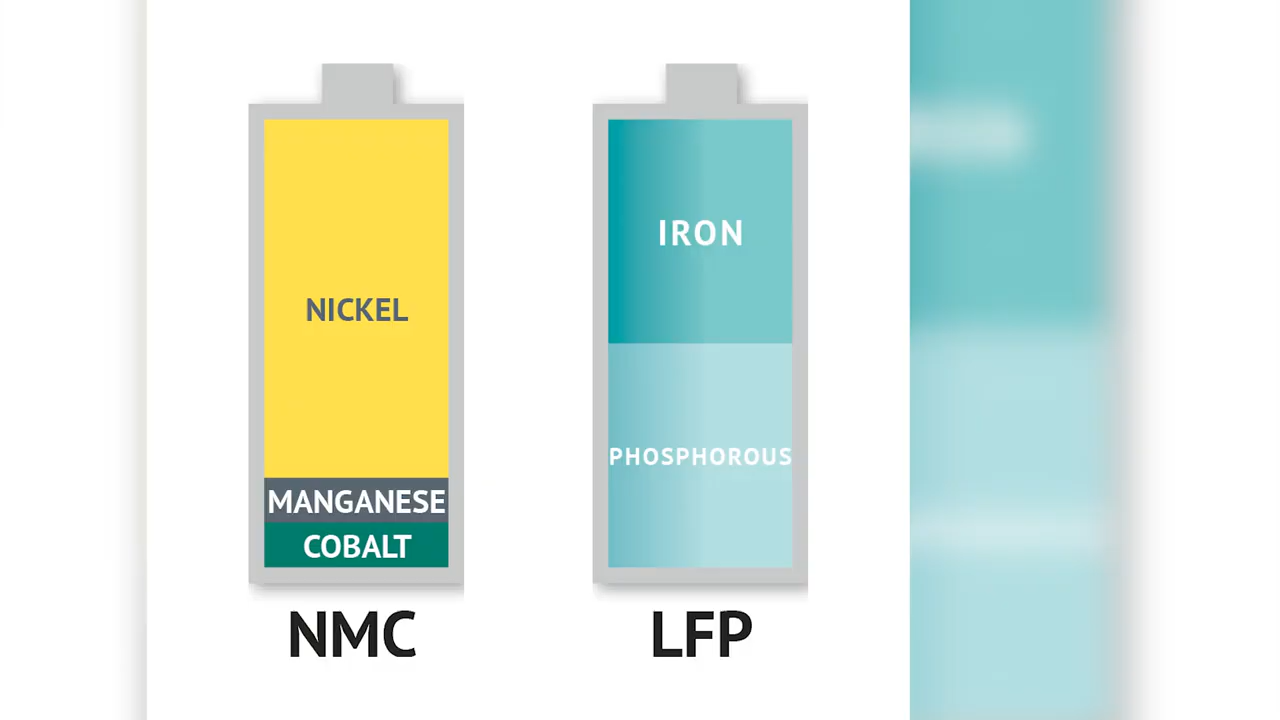 NICKEL
MANGANESE
COBALT
NMC
IRON
PHOSPHOROUS
LFP